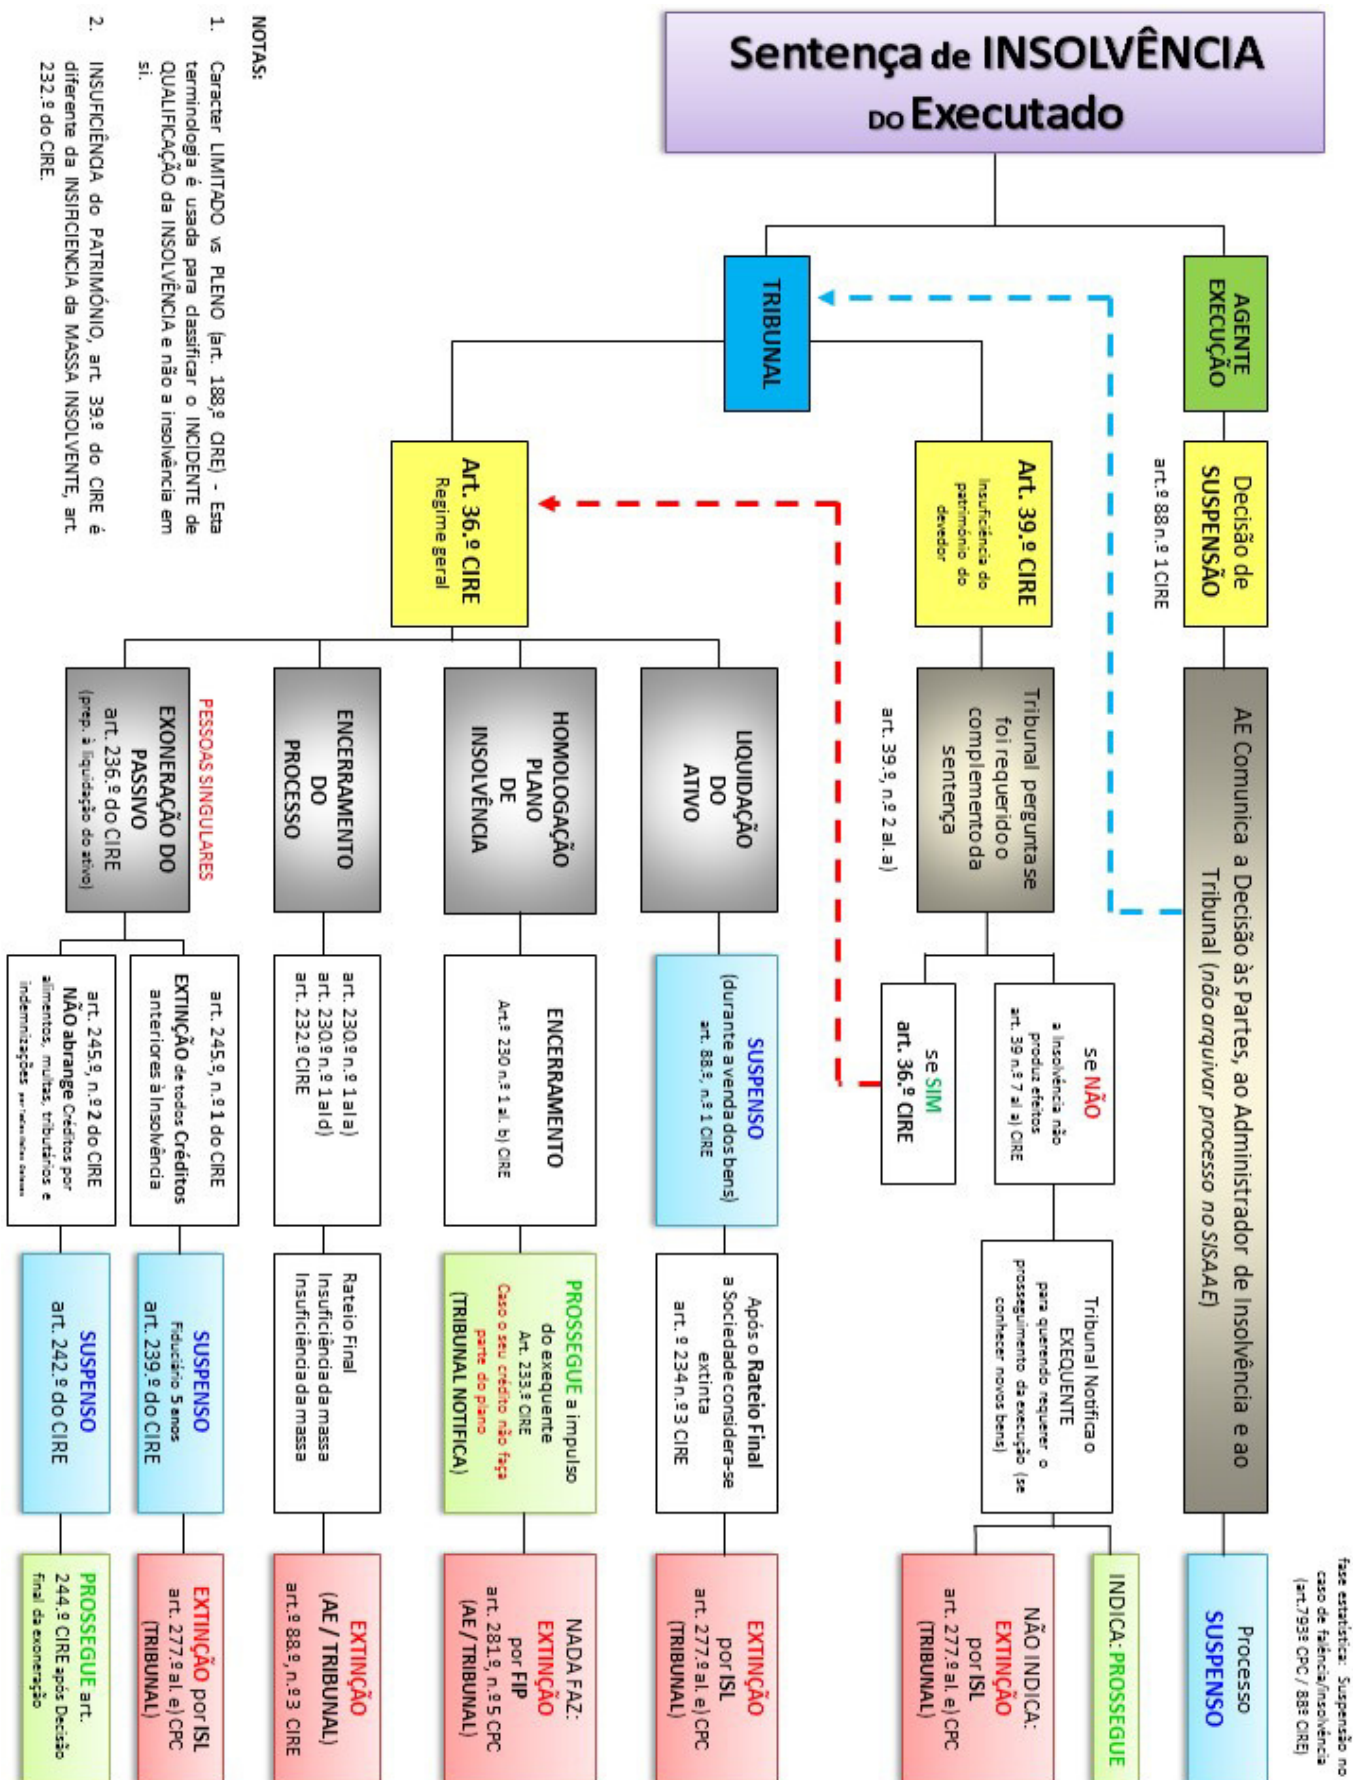 Sentença de INSOLVÊNCIA
DO Executado
AGENTE
EXECUÇÃO
Decisão de
SUSPENSÃO
art.º 88 n.º 1 CIRE
AE Comunica a Decisão às Partes, ao Administrador de Insolvência e ao
Tribunal (não arquivar processo no SISAAE)
Processo
SUSPENSO
fase estatística: Suspensão no
caso de falência/insolvência
(art.793º CPC / 88º CIRE)
TRIBUNAL
Art. 39.º CIRE
Insuficiência do
património do
devedor
Tribunal pergunta se
foi requerido o
complemento da
sentença
art. 39.º, n.º 2 al. a)
se NÃO
a Insolvência não
produz efeitos
art. 39 n.º 7 al a) CIRE
se SIM
art. 36.º CIRE
Tribunal Notifica o
EXEQUENTE
para querendo requerer o
prosseguimento da execução (se
conhecer novos bens)
INDICA: PROSSEGUE
NÃO INDICA:
EXTINÇÃO
por ISL
art. 277.º al. e) CPC
(TRIBUNAL)
Art. 36.º CIRE
Regime geral
LIQUIDAÇÃO
DO
ATIVO
SUSPENSO
(durante a venda dos bens)
art. 88.º, n.º 1 CIRE
Após o Rateio Final
a Sociedade considera-se
extinta
art. º 234 n.º 3 CIRE
EXTINÇÃO
por ISL
art. 277.º al. e) CPC
(TRIBUNAL)
HOMOLOGAÇÃO
PLANO
DE
INSOLVÊNCIA
ENCERRAMENTO
Art.º 230 n.º 1 al. b) CIRE
PROSSEGUE a impulso
do exequente
Art. 233.º CIRE
Caso o seu crédito não faça
parte do plano
(TRIBUNAL NOTIFICA)
NADA FAZ:
EXTINÇÃO
por FIP
art. 281.º, n.º 5 CPC
(AE / TRIBUNAL)
ENCERRAMENTO
DO
PROCESSO
art. 230.º n.º 1 al a)
art. 230.º n.º 1 al d)
art. 232.º CIRE
Rateio Final
Insuficiência da massa
Insuficiência da massa
EXTINÇÃO
(AE / TRIBUNAL)
art.º 88.º, n.º 3 CIRE
PESSOAS SINGULARES
EXONERAÇÃO DO
PASSIVO
art. 236.º do CIRE
(prep. à liquidação do ativo)
art. 245.º, n.º 1 do CIRE
EXTINÇÃO de todos Créditos
anteriores à Insolvência
SUSPENSO
Fiduciário 5 anos
art. 239.º do CIRE
EXTINÇÃO por ISL
art. 277.º al. e) CPC
(TRIBUNAL)
art. 245.º, n.º 2 do CIRE
NÃO abrange Créditos por
alimentos, multas, tributários e
indemnizações por
SUSPENSO
art. 242.º do CIRE
PROSSEGUE art.
244.º CIRE após Decisão
final da exoneração
NOTAS:
1. Caracter LIMITADO vs PLENO (art. 188,º CIRE) - Esta
terminologia é usada para classificar o INCIDENTE de
QUALIFICAÇÃO da INSOLVÊNCIA e não a insolvência em
si.
2. INSUFICIÊNCIA do PATRIMÓNIO, art. 39.º do CIRE é
diferente da INSIFICIENCIA da MASSA INSOLVENTE, art.
232.º do CIRE.